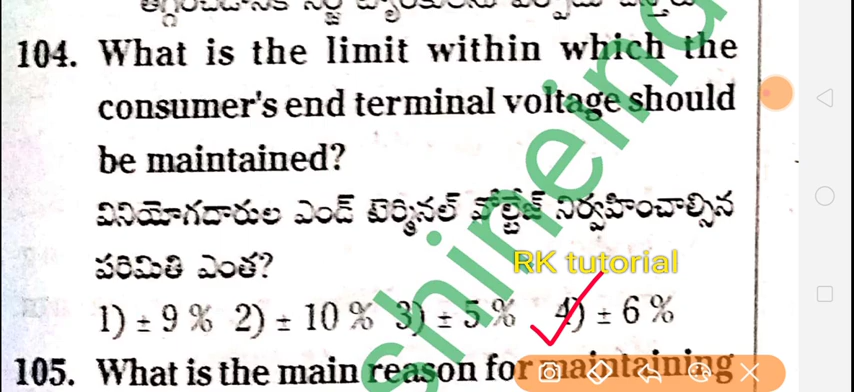 104. What is the limit within which the
consumer's end terminal voltage should
be maintained?
వినియోగదారుల ఎండ్ టెర్మినల్ వోల్టేజ్ నిర్వహించాల్సిన
పరిమితి ఎంత?
RK tutorial
1) ± 9 % 2) ± 10 % 3) ± 5 % 4) ± 6 %
105. What is the main reason for maintaining
shinein